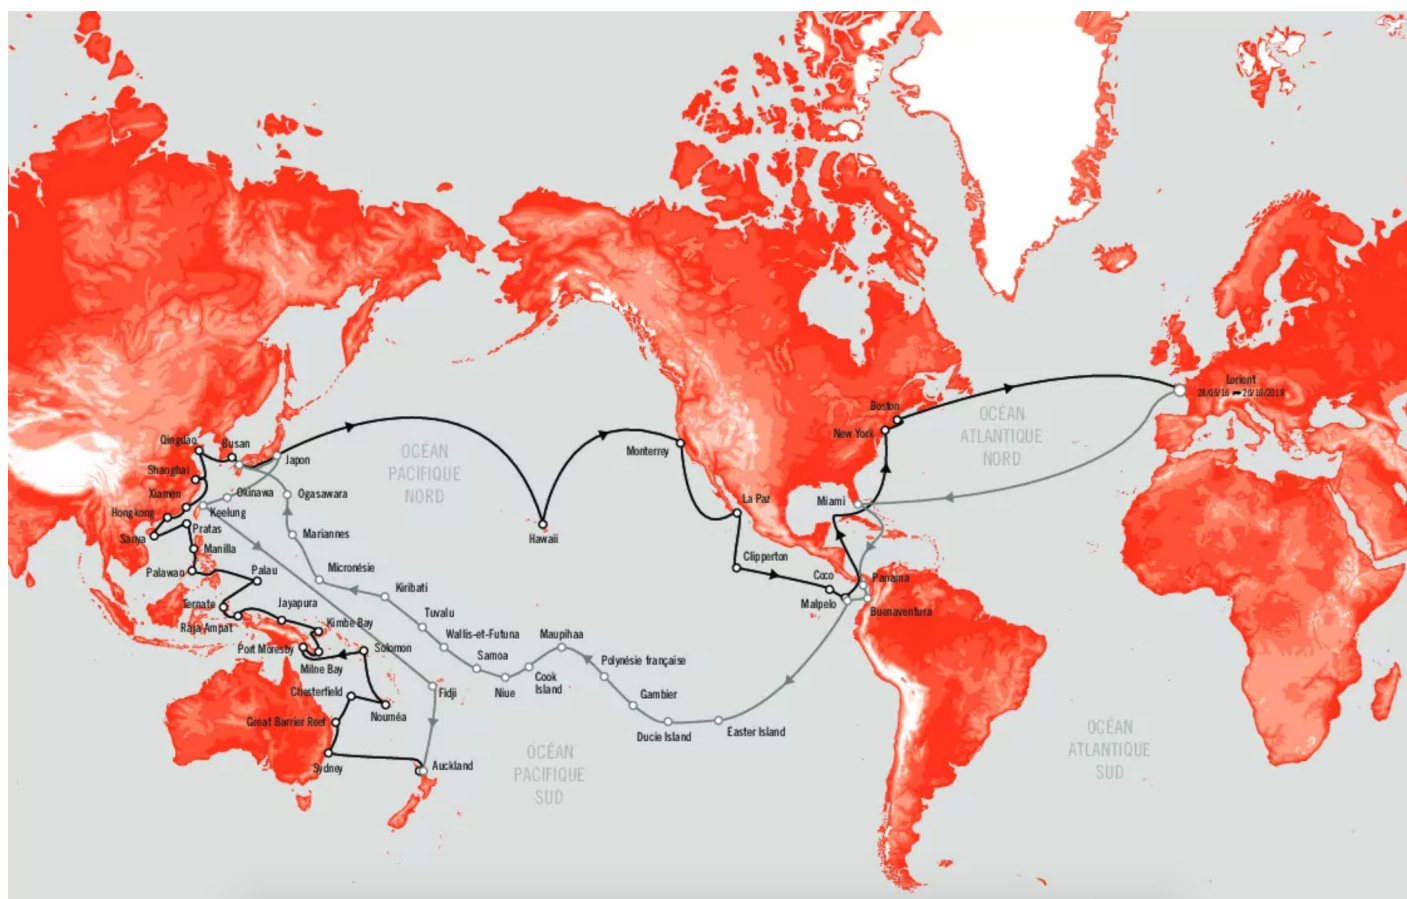 Lorient
28/05/16 ➡ 20/10/2018
Boston
New York
OCÉAN
ATLANTIQUE
NORD
Qingdao
Busan
Japon
OCÉAN
PACIFIQUE
NORD
Monterrey
Shanghai
Xiamen
Okinawa
Ogasawara
La Paz
Miami
Hongkong
Keelung
Sanya
Pratas
Mariannes
Hawaii
Manilla
Clipperton
Palawan
Palau
Micronésie
Coco
Panama
Kiribati
Malpelo
Buenaventura
Ternate
Jayapura
Raja Ampat
Kimbe Bay
Tuvalu
Wallis-et-Futuna
Maupihaa
Port Moresby
Solomon
Samoa
Polynésie française
Milne Bay
Cook
Island
Niue
Chesterfield
Fidji
Gambier
Nouméa
Great Barrier Reef
Ducie Island
Easter Island
OCÉAN
ATLANTIQUE
SUD
OCÉAN
PACIFIQUE
SUD
Sydney
Auckland